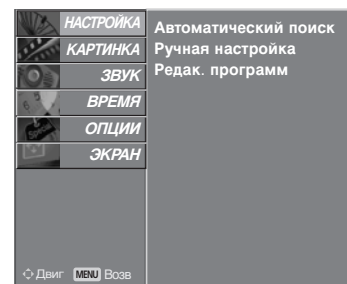 НАСТРОЙКА
КАРТИНКА
ЗВУК
ВРЕМЯ
ОПЦИИ
ЭКРАН
Автоматический поиск
Ручная настройка
Редак. программ
Двиг MENU Возв